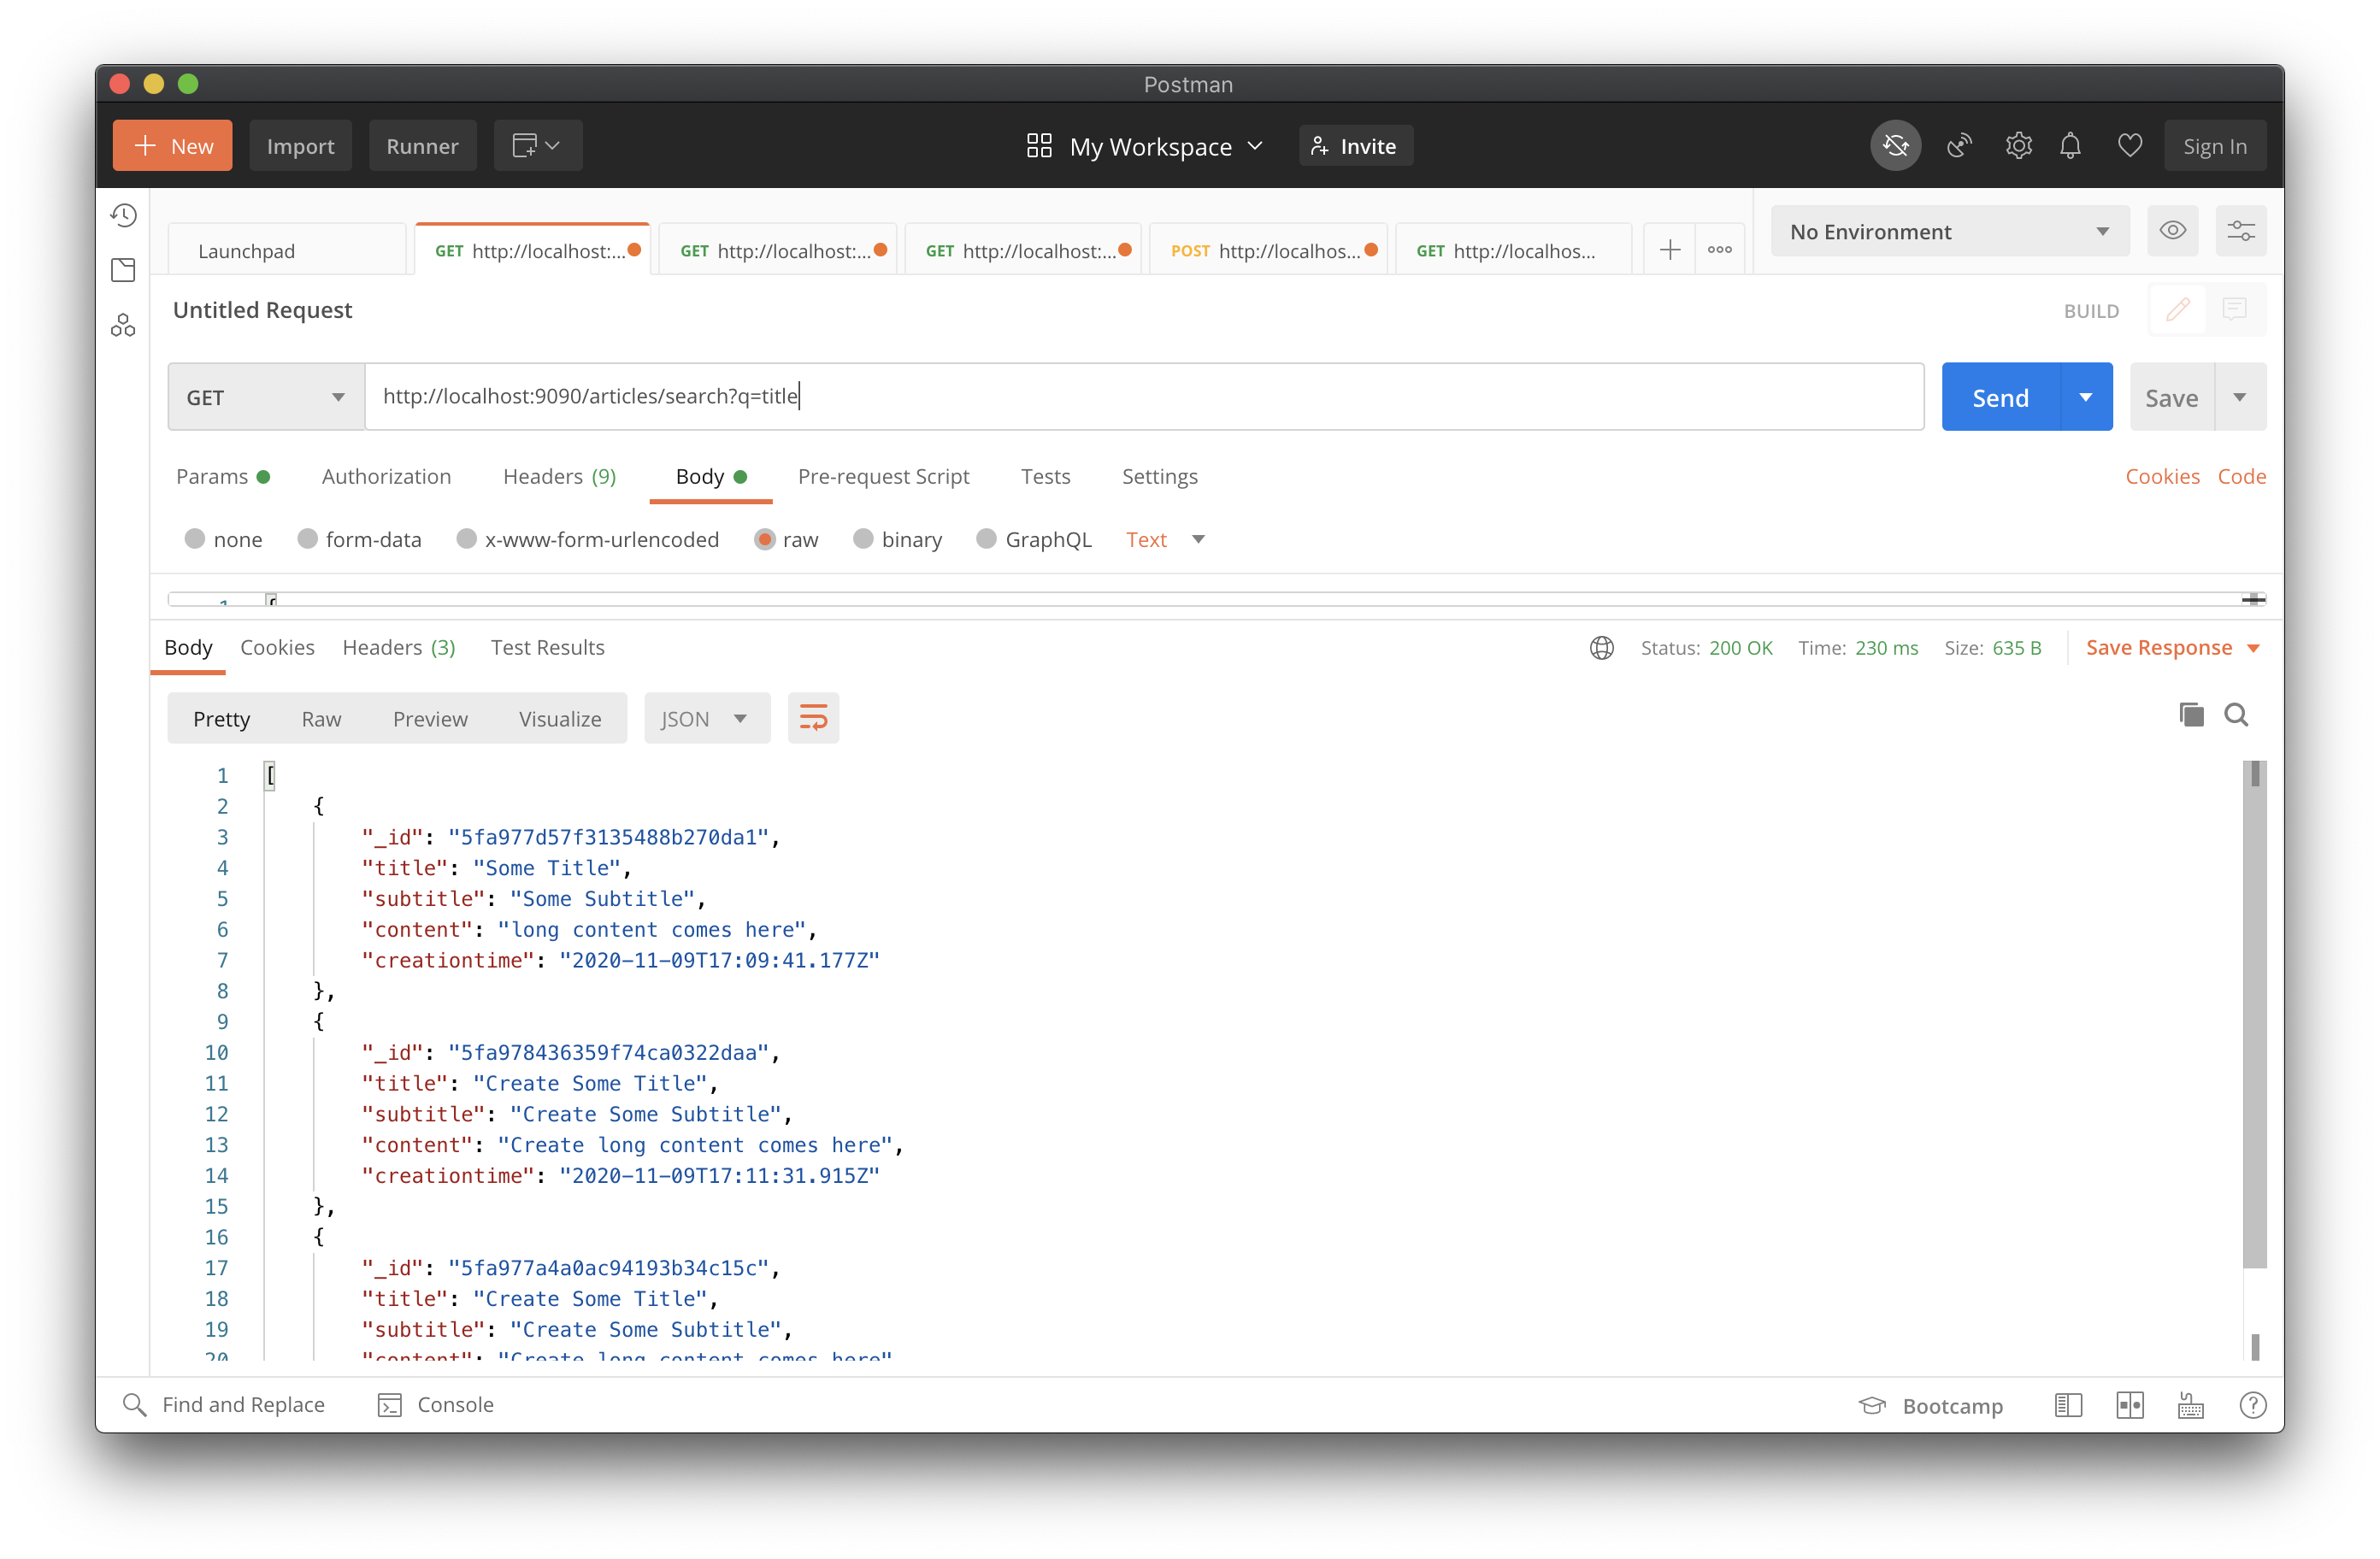 Postman
New Import Runner My Workspace Invite Sign In
Launchpad GET http://localhost:... GET http://localhost:... GET http://localhost:... POST http://localhos... GET http://localhos... No Environment
Untitled Request BUILD
GET http://localhost:9090/articles/search?q=title Send Save
Params Authorization Headers (9) Body Pre-request Script Tests Settings Cookies Code
none form-data x-www-form-urlencoded raw binary GraphQL Text
1 {
Body Cookies Headers (3) Test Results Status: 200 OK Time: 230 ms Size: 635 B Save Response
Pretty Raw Preview Visualize JSON
1 [
2 {
3 "_id": "5fa977d57f3135488b270da1",
4 "title": "Some Title",
5 "subtitle": "Some Subtitle",
6 "content": "long content comes here",
7 "creationtime": "2020-11-09T17:09:41.177Z"
8 },
9 {
10 "_id": "5fa978436359f74ca0322daa",
11 "title": "Create Some Title",
12 "subtitle": "Create Some Subtitle",
13 "content": "Create long content comes here",
14 "creationtime": "2020-11-09T17:11:31.915Z"
15 },
16 {
17 "_id": "5fa977a4a0ac94193b34c15c",
18 "title": "Create Some Title",
19 "subtitle": "Create Some Subtitle",
20 "content": "Create long content comes here"
Find and Replace Console Bootcamp